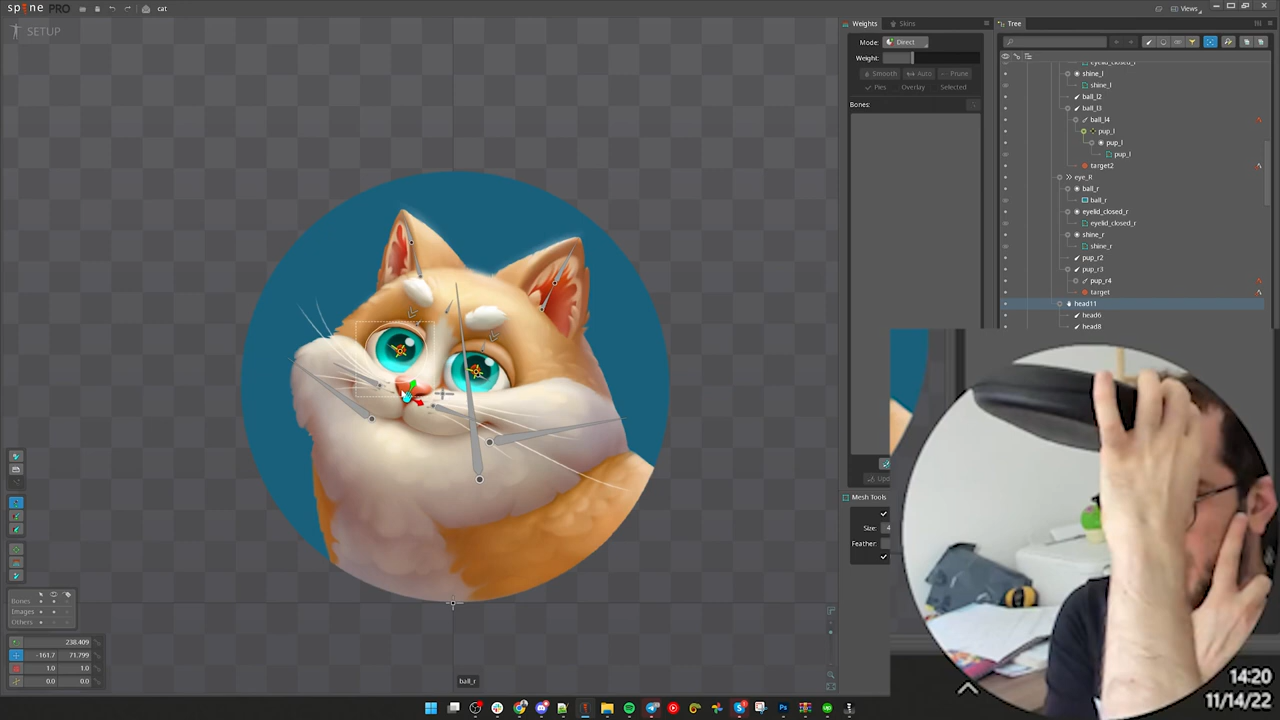 spine PRO
cat
Views
SETUP
Weights
Skins
Mode:
Direct
Weight:
Smooth
Auto
Prune
Pies
Overlay
Selected
Bones:
Mesh Tools
Size:
4
Feather:
Tree
eyelid_closed_r
shine_l
shine_l
ball_l2
ball_l3
ball_l4
pup_l
pup_l
pup_l
target2
eye_R
ball_r
ball_r
eyelid_closed_r
eyelid_closed_r
shine_r
shine_r
pup_r2
pup_r3
pup_r4
target
head11
head6
head8
Bones
Images
Others
238.409
-161.7 71.799
1.0 1.0
0.0 0.0
ball_r
14:20
11/14/22